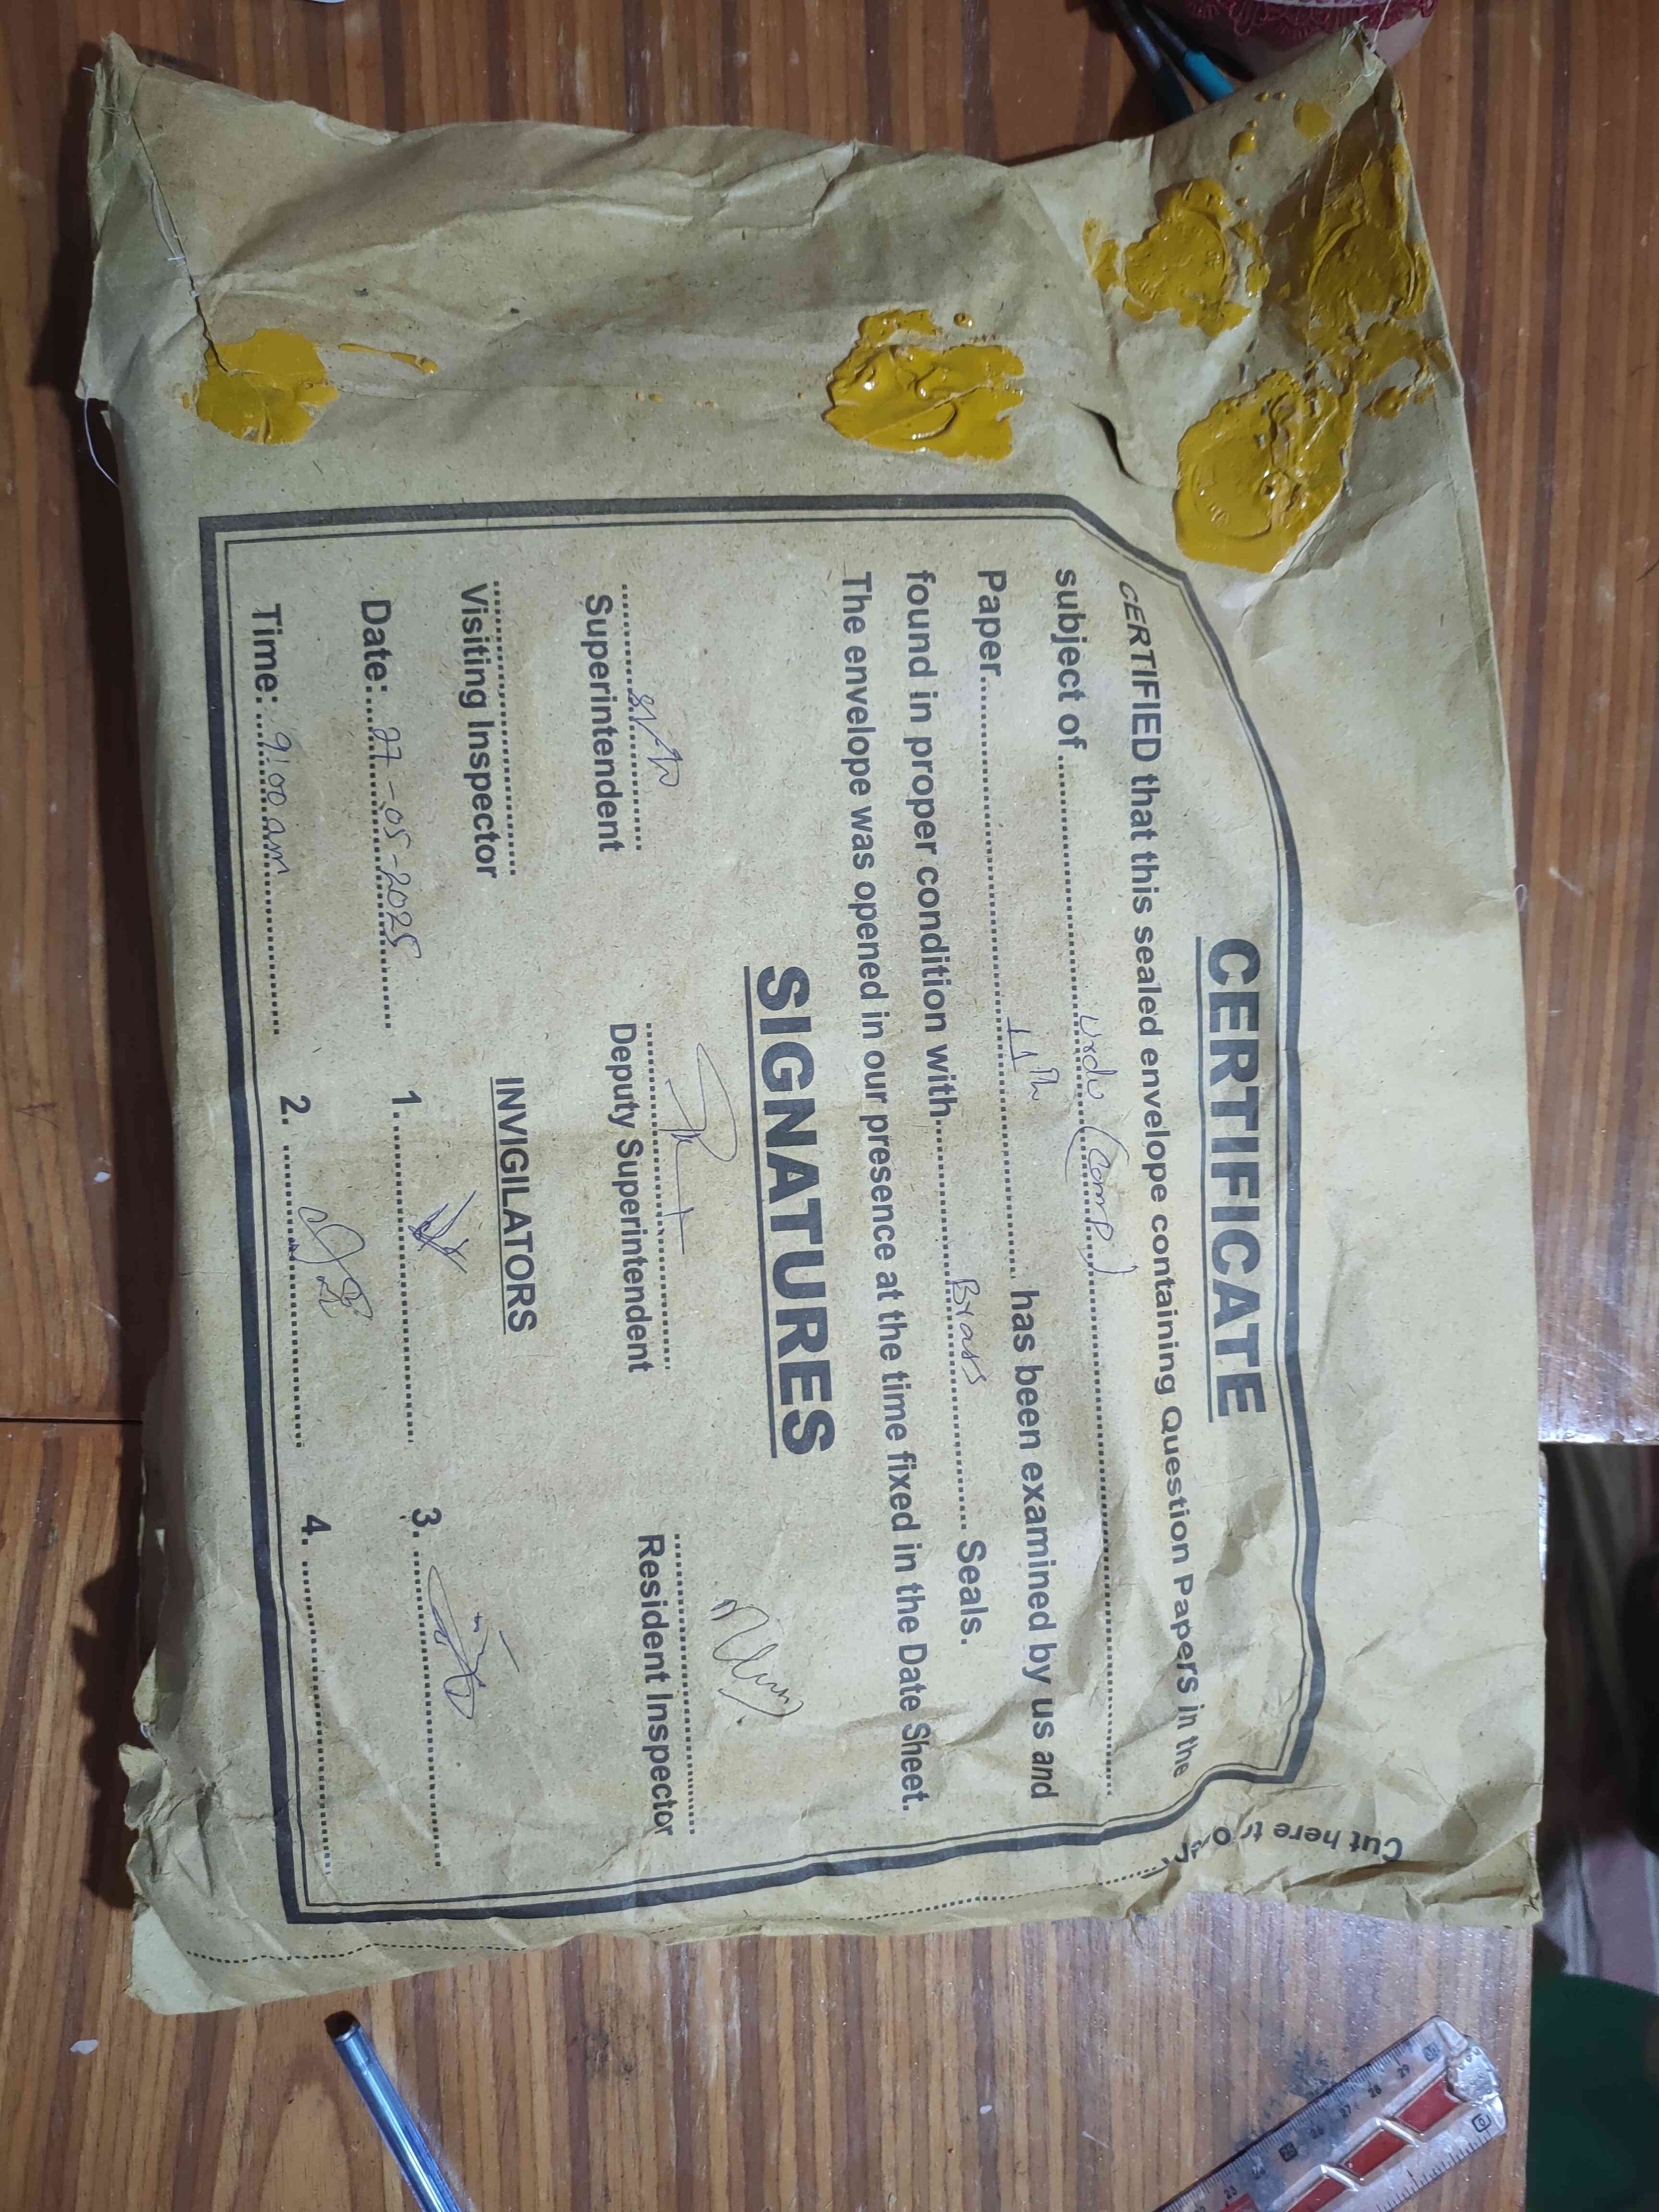 CERTIFICATE
CERTIFIED that this sealed envelope containing Question Papers in the
subject of ........ Urdu (Comp) ........
Paper ........ 11th ........ has been examined by us and
found in proper condition with ........ Brass ........ Seals.
The envelope was opened in our presence at the time fixed in the Date Sheet.
SIGNATURES
Superintendent Deputy Superintendent Resident Inspector
Visiting Inspector INVIGILATORS
Date: 27-05-2025 1. ........ 3. ........
Time: 9:00 am 2. ........ 4. ........
Cut here to